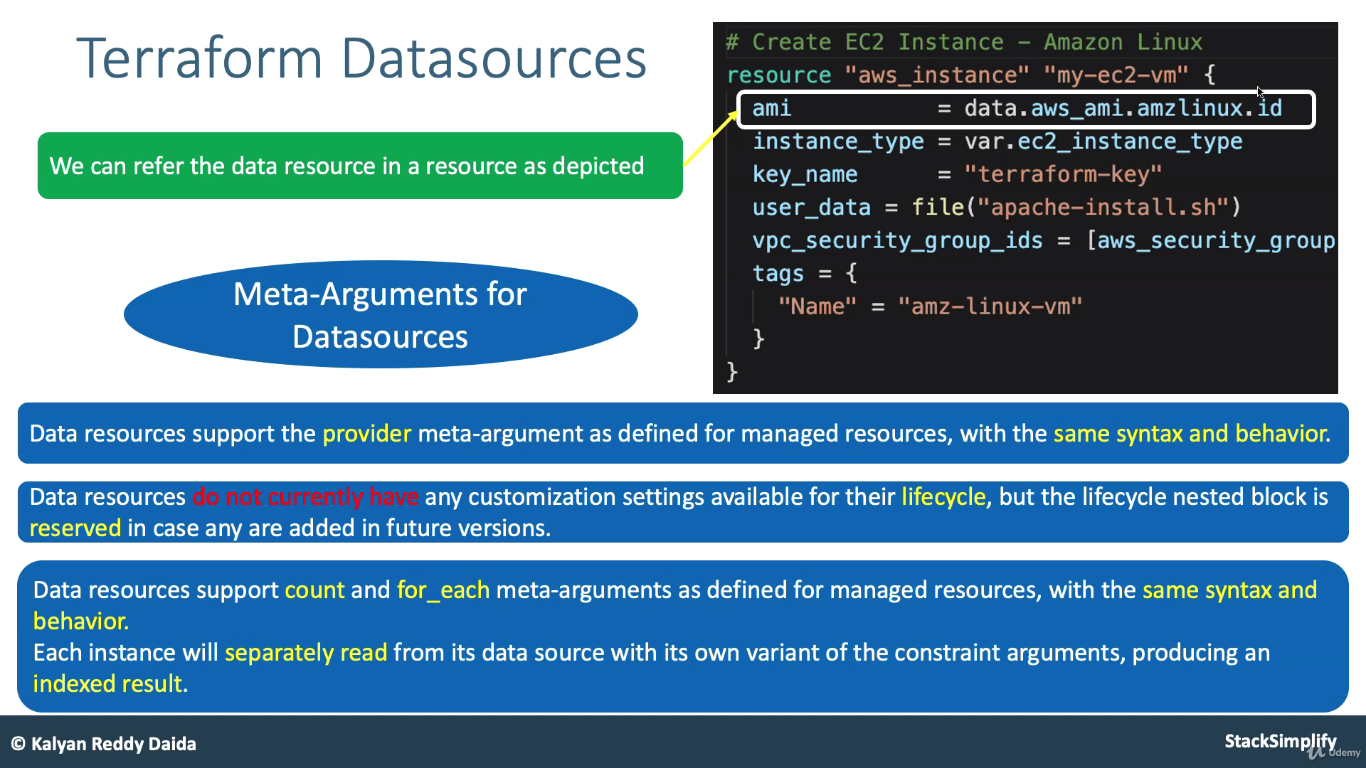 Terraform Datasources
We can refer the data resource in a resource as depicted
# Create EC2 Instance – Amazon Linux
resource "aws_instance" "my-ec2-vm" {
ami = data.aws_ami.amzlinux.id
instance_type = var.ec2_instance_type
key_name = "terraform-key"
user_data = file("apache-install.sh")
vpc_security_group_ids = [aws_security_group
tags = {
"Name" = "amz-linux-vm"
}
}
Meta-Arguments for
Datasources
Data resources support the provider meta-argument as defined for managed resources, with the same syntax and behavior.
Data resources do not currently have any customization settings available for their lifecycle, but the lifecycle nested block is
reserved in case any are added in future versions.
Data resources support count and for_each meta-arguments as defined for managed resources, with the same syntax and
behavior.
Each instance will separately read from its data source with its own variant of the constraint arguments, producing an
indexed result.
© Kalyan Reddy Daida
StackSimplify
Udemy